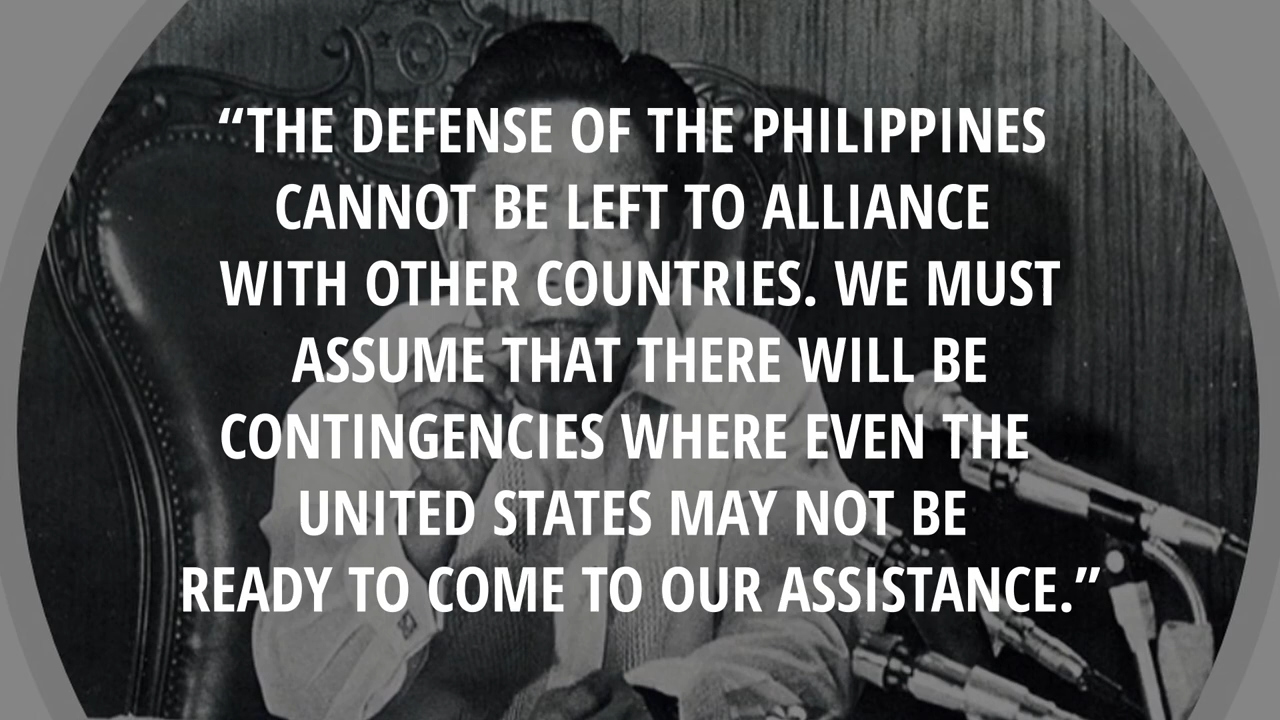 “THE DEFENSE OF THE PHILIPPINES
CANNOT BE LEFT TO ALLIANCE
WITH OTHER COUNTRIES. WE MUST
ASSUME THAT THERE WILL BE
CONTINGENCIES WHERE EVEN THE
UNITED STATES MAY NOT BE
READY TO COME TO OUR ASSISTANCE.”